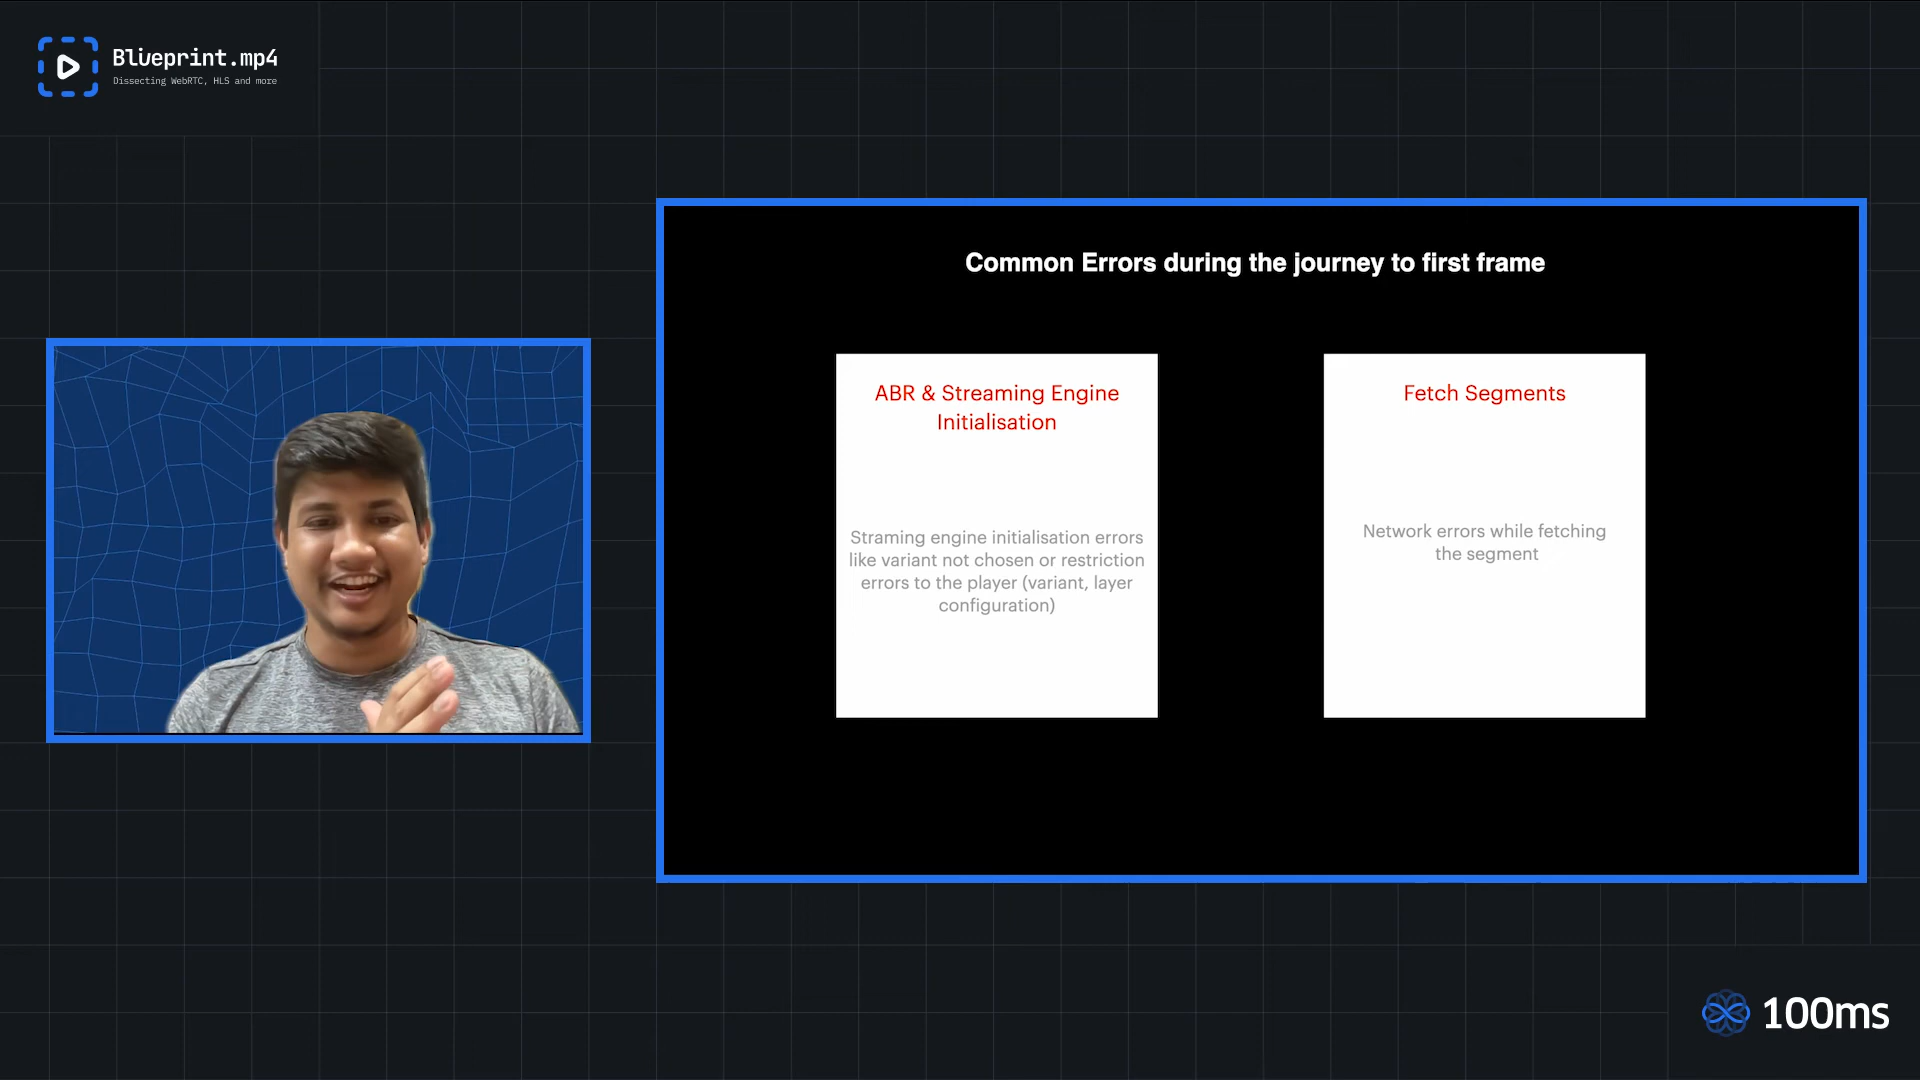 Blueprint.mp4
Dissecting WebRTC, HLS and more
Common Errors during the journey to first frame
ABR & Streaming Engine
Initialisation
Straming engine initialisation errors
like variant not chosen or restriction
errors to the player (variant, layer
configuration)
Fetch Segments
Network errors while fetching
the segment
100ms